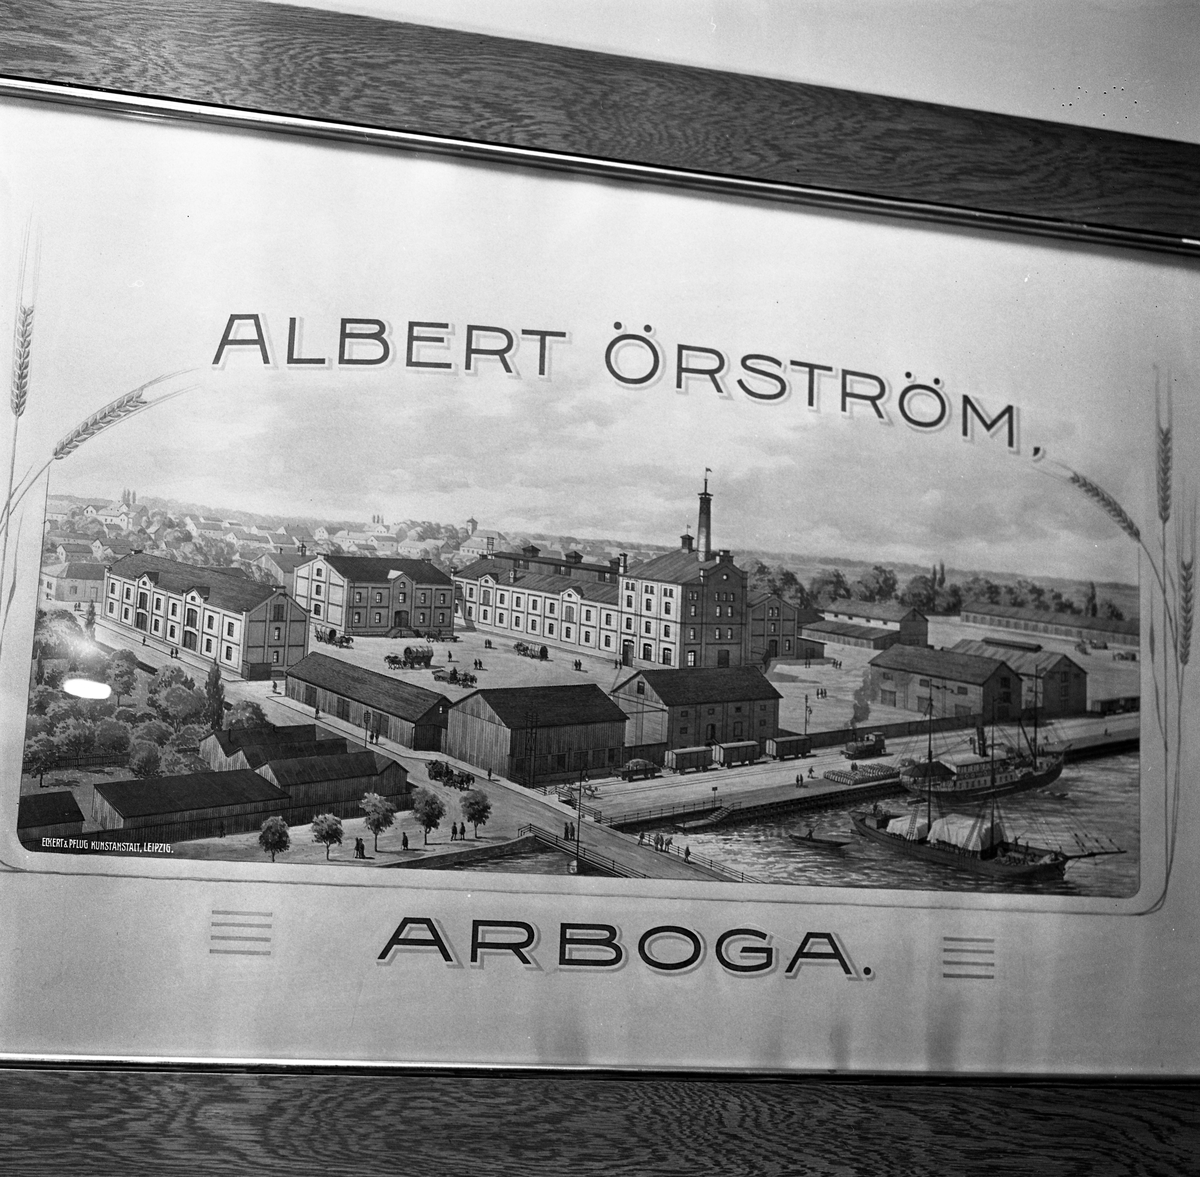 ALBERT ÖRSTRÖM,
ECKERT & PFLUG KUNSTANSTALT, LEIPZIG.
ARBOGA.